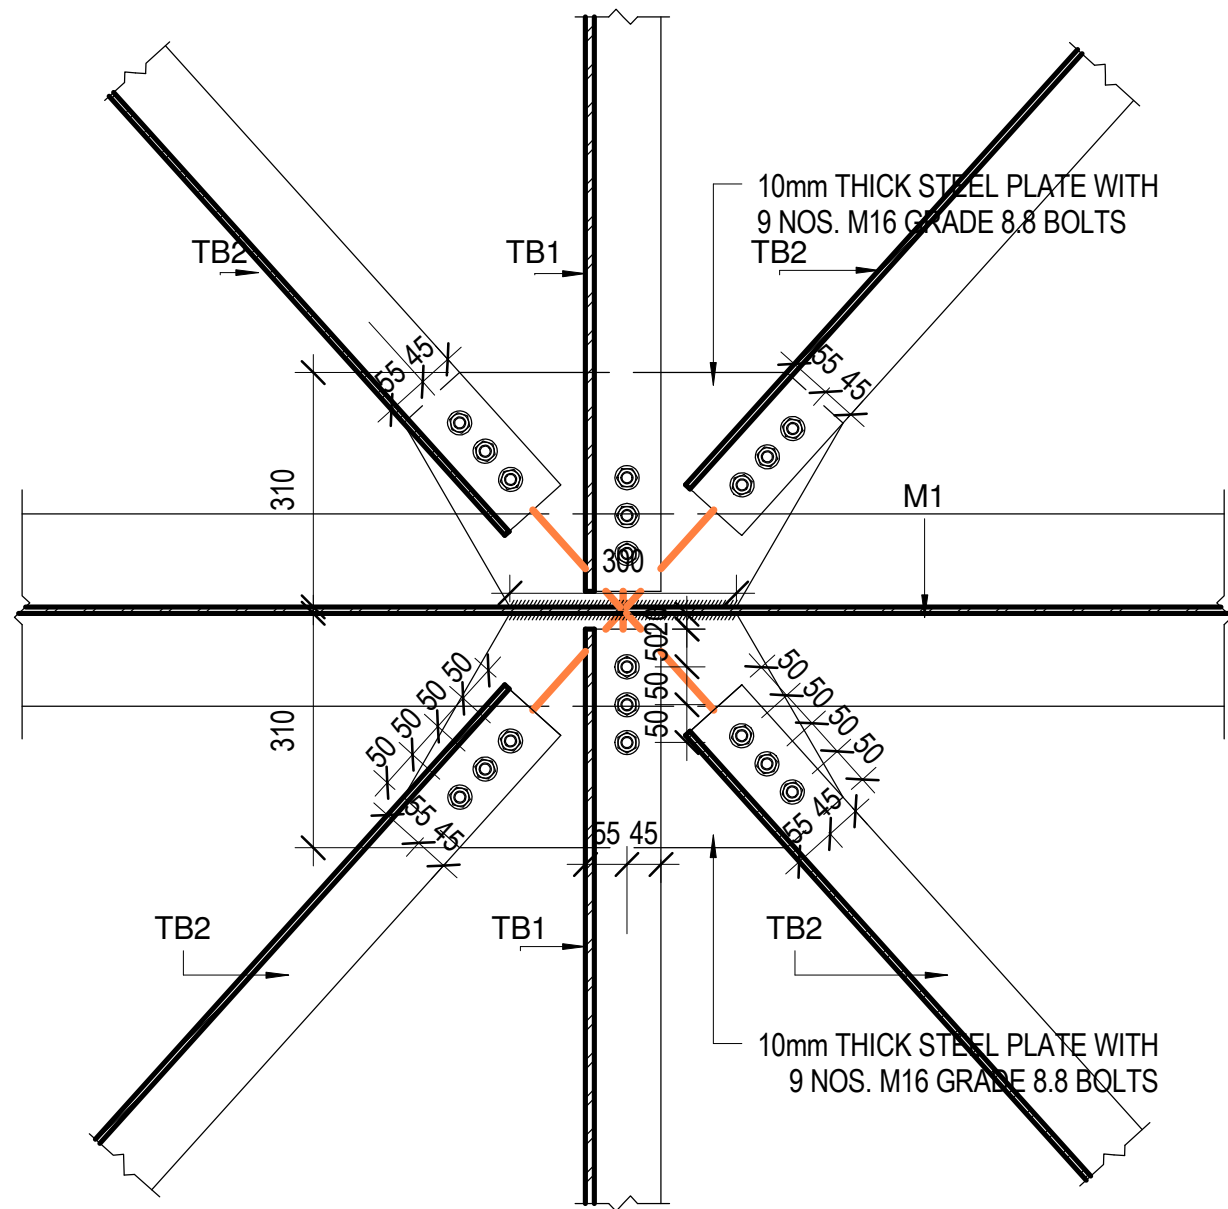 10mm THICK STEEL PLATE WITH
9 NOS. M16 GRADE 8.8 BOLTS
TB2
TB1
TB2
55 45
55 45
310
M1
300
50 50 50 20
50 50 50 50
50 50 50 50
310
55 45
55 45
55 45
TB2
TB1
TB2
10mm THICK STEEL PLATE WITH
9 NOS. M16 GRADE 8.8 BOLTS